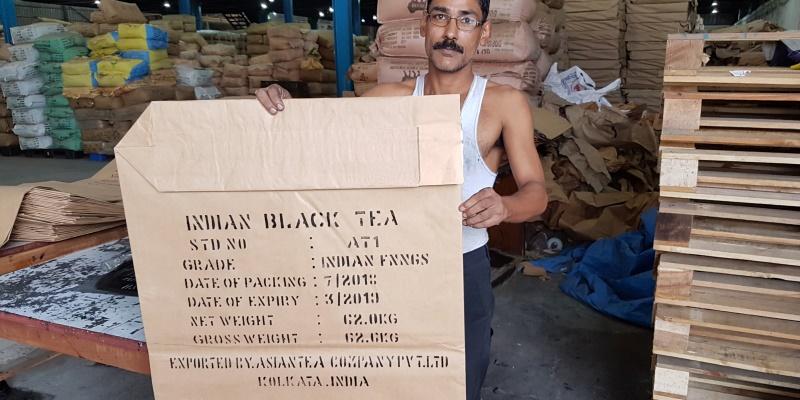 INDIAN BLACK TEA
STD NO : AT1
GRADE : INDIAN FNNGS
DATE OF PACKING : 7/2018
DATE OF EXPIRY : 3/2019
NET WEIGHT : 62.0KG
GROSS WEIGHT : 62.6KG
EXPORTED BY.ASIAN TEA COMPANY PVT.LTD
KOLKATA.INDIA